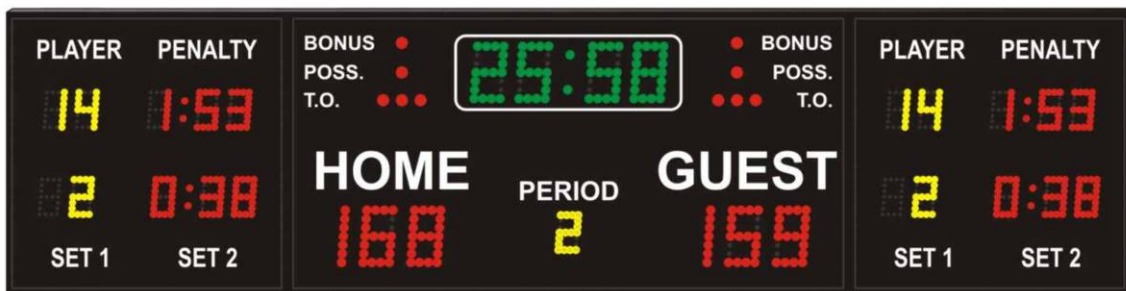 PLAYER PENALTY
14 1:53
2 0:38
SET 1 SET 2
BONUS 25:58 BONUS
POSS. POSS.
T.O. T.O.
HOME GUEST
PERIOD
168 2 159
PLAYER PENALTY
14 1:53
2 0:38
SET 1 SET 2